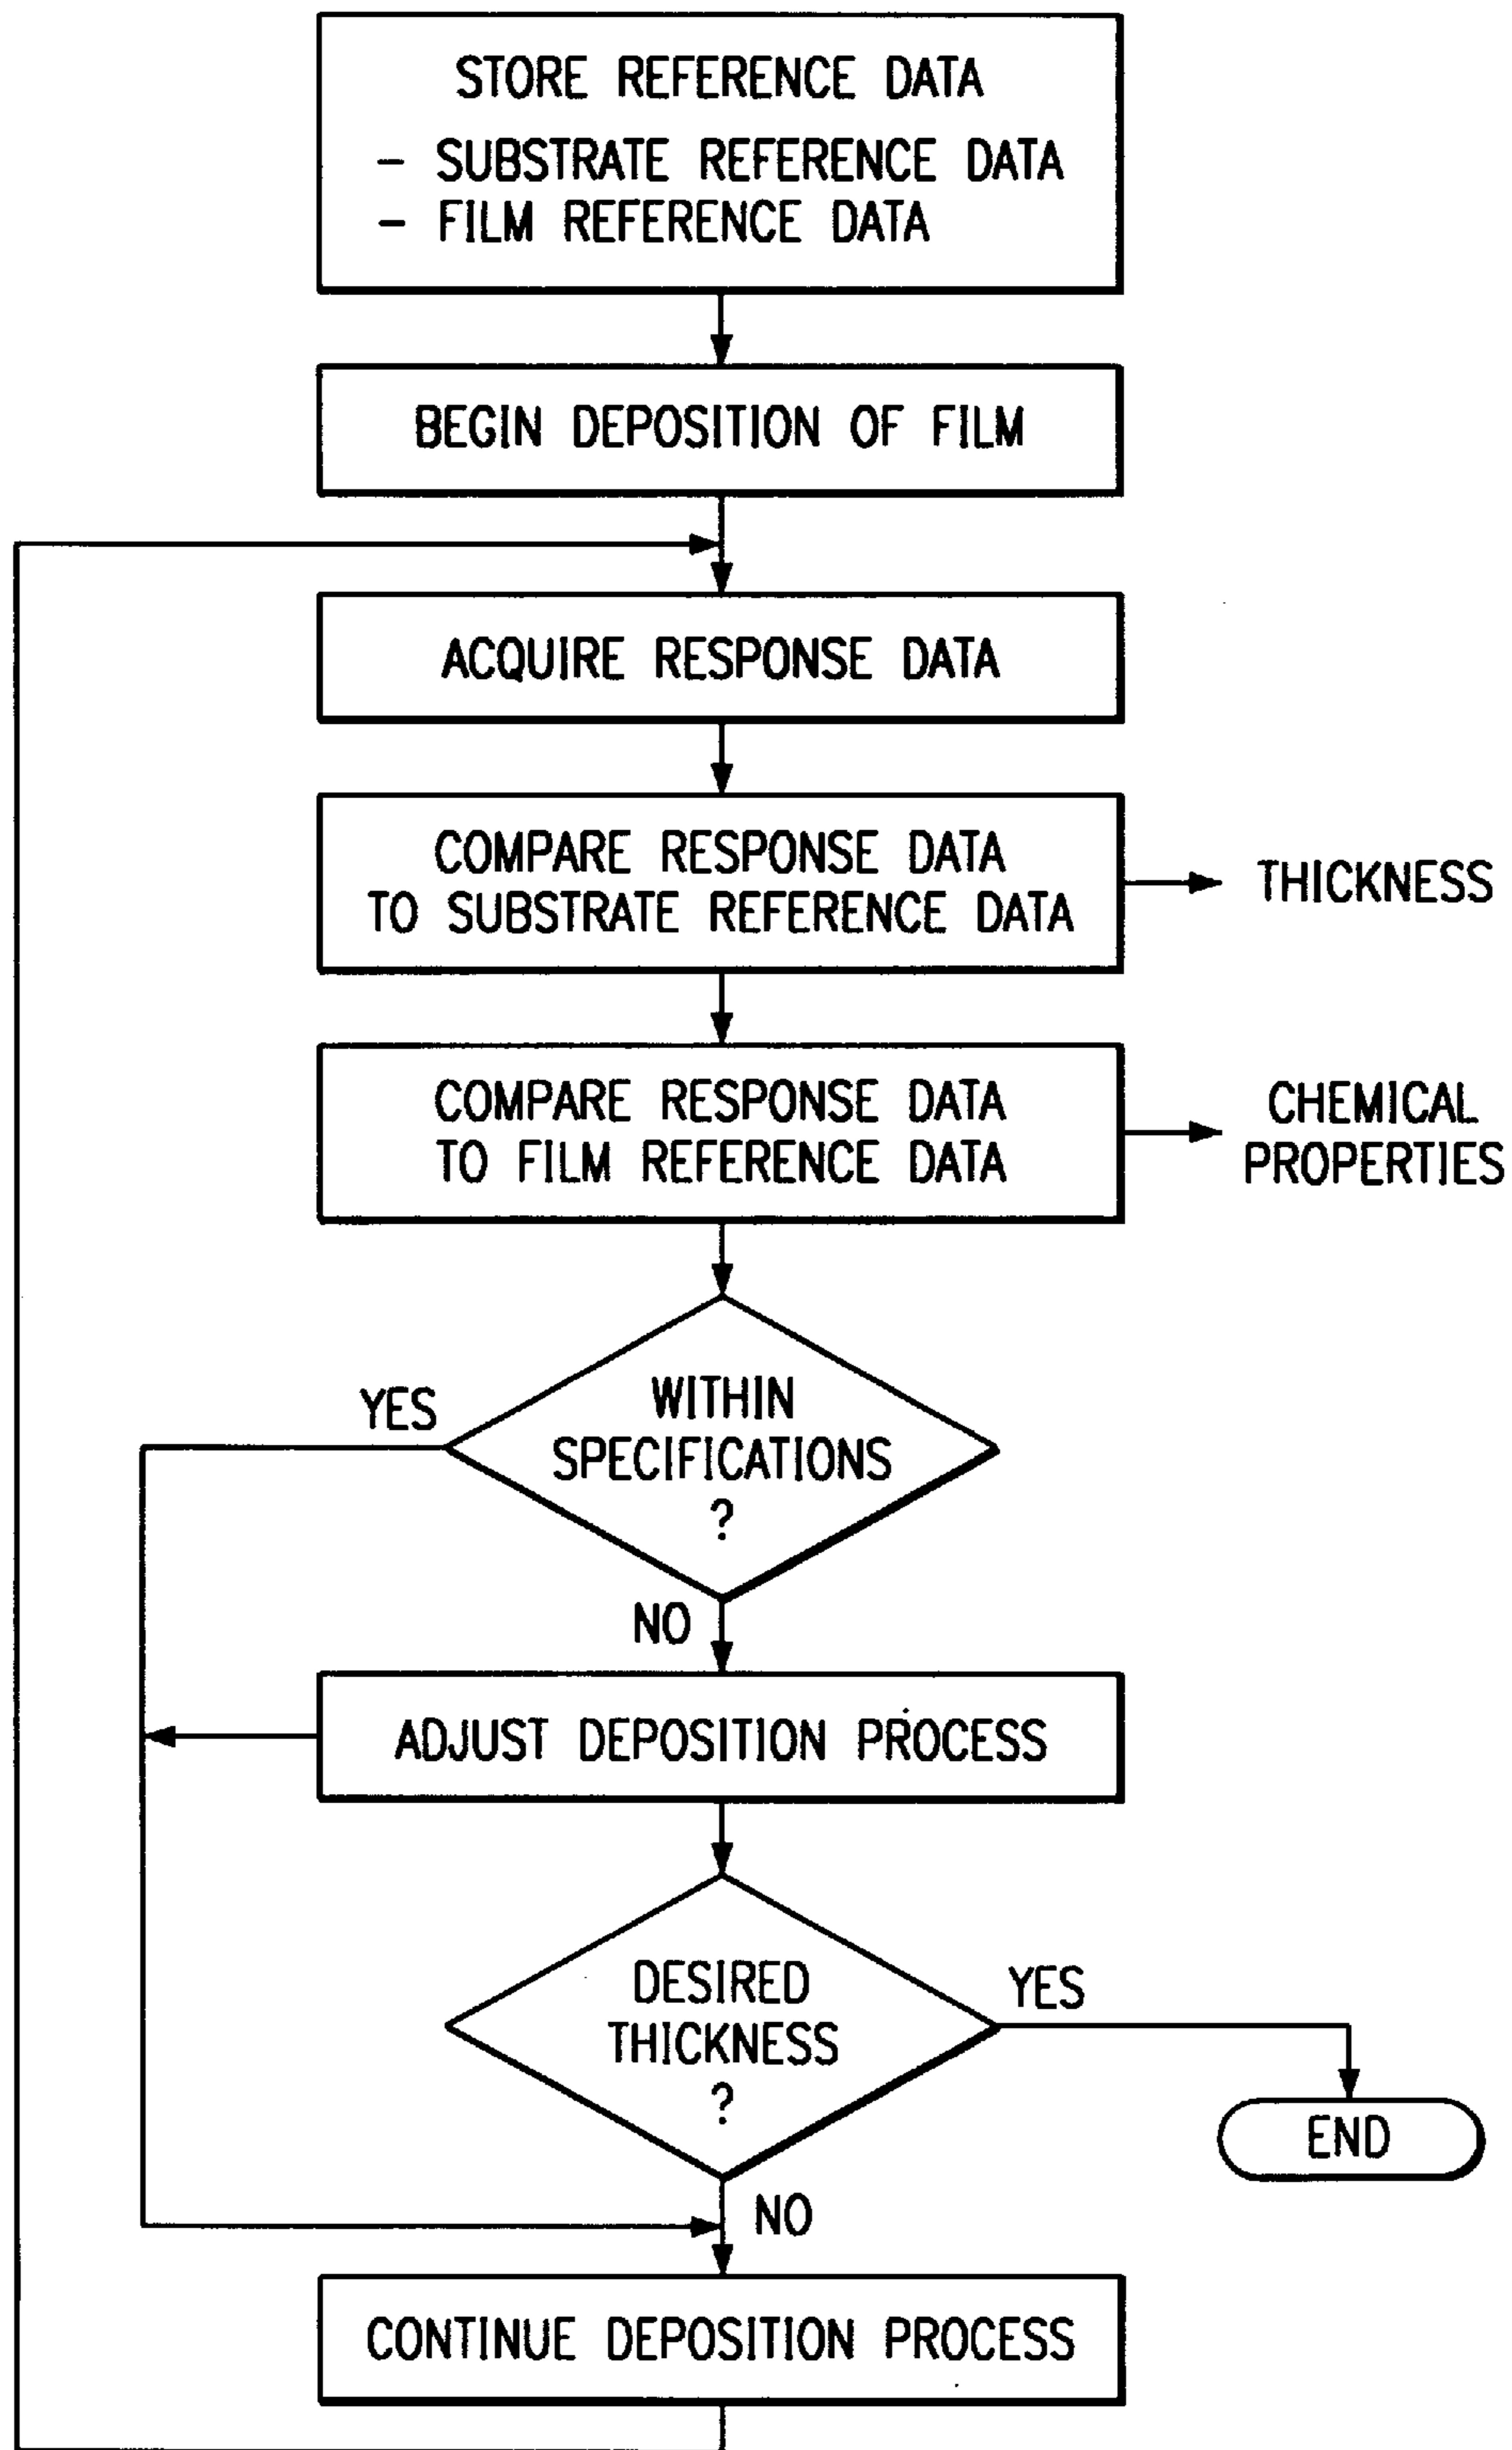 STORE REFERENCE DATA
- SUBSTRATE REFERENCE DATA
- FILM REFERENCE DATA
BEGIN DEPOSITION OF FILM
ACQUIRE RESPONSE DATA
COMPARE RESPONSE DATA
TO SUBSTRATE REFERENCE DATA
THICKNESS
COMPARE RESPONSE DATA
TO FILM REFERENCE DATA
CHEMICAL
PROPERTIES
YES
WITHIN
SPECIFICATIONS
?
NO
ADJUST DEPOSITION PROCESS
DESIRED
THICKNESS
?
YES
END
NO
CONTINUE DEPOSITION PROCESS